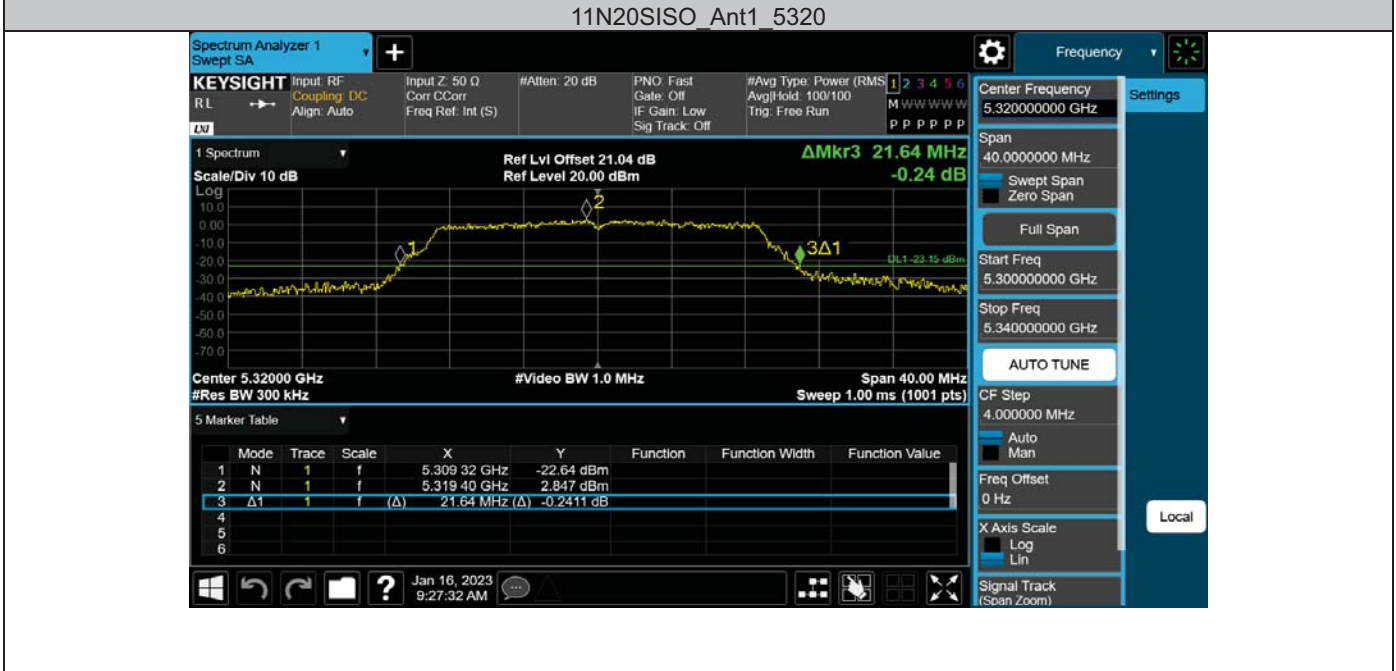 11N20SISO_Ant1_5320
Spectrum Analyzer 1
Swept SA
Frequency
KEYSIGHT
RL
LXI
Input: RF
Coupling: DC
Align: Auto
Input Z: 50 Ω
Corr CCorr
Freq Ref: Int (S)
#Atten: 20 dB
PNO: Fast
Gate: Off
IF Gain: Low
Sig Track: Off
#Avg Type: Power (RMS
Avg|Hold: 100/100
Trig: Free Run
1 2 3 4 5 6
M W W W W W
P P P P P P
1 Spectrum
Scale/Div 10 dB
Log
Ref Lvl Offset 21.04 dB
Ref Level 20.00 dBm
ΔMkr3 21.64 MHz
-0.24 dB
10.0
0.00
-10.0
-20.0
-30.0
-40.0
-50.0
-60.0
-70.0
1
2
3Δ1
DL1 -23.15 dBm
Center 5.32000 GHz
#Res BW 300 kHz
#Video BW 1.0 MHz
Span 40.00 MHz
Sweep 1.00 ms (1001 pts)
5 Marker Table
Mode Trace Scale X Y Function Function Width Function Value
1 N 1 f 5.309 32 GHz -22.64 dBm
2 N 1 f 5.319 40 GHz 2.847 dBm
3 Δ1 1 f (Δ) 21.64 MHz (Δ) -0.2411 dB
4
5
6
Jan 16, 2023
9:27:32 AM
Center Frequency
5.320000000 GHz
Settings
Span
40.0000000 MHz
Swept Span
Zero Span
Full Span
Start Freq
5.300000000 GHz
Stop Freq
5.340000000 GHz
AUTO TUNE
CF Step
4.000000 MHz
Auto
Man
Freq Offset
0 Hz
X Axis Scale
Log
Lin
Signal Track
(Span Zoom)
Local